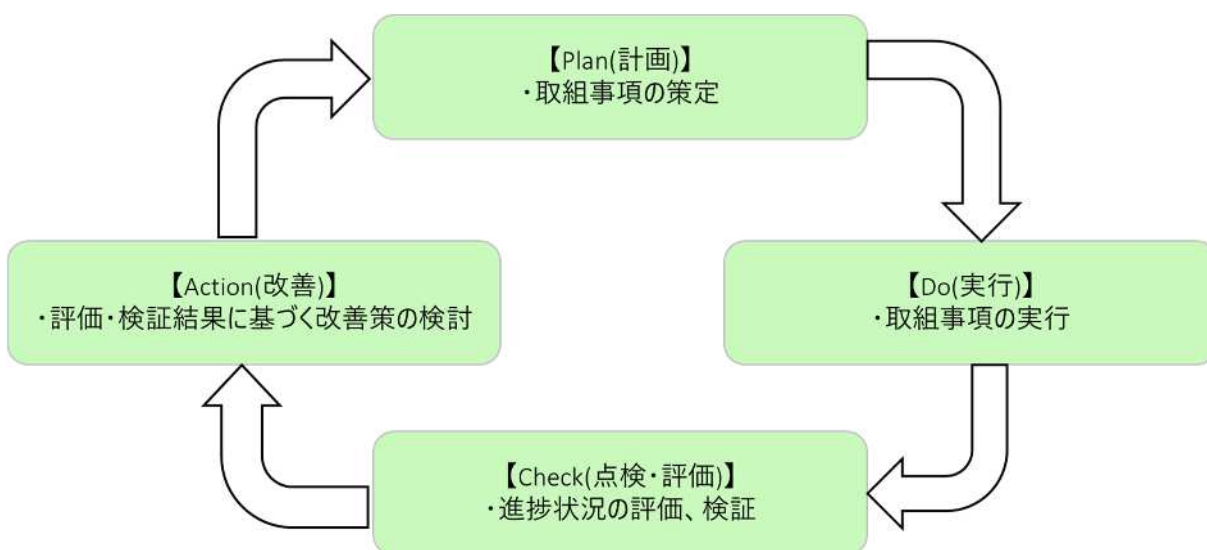 【Plan(計画)】
・取組事項の策定
【Action(改善)】
・評価・検証結果に基づく改善策の検討
【Do(実行)】
・取組事項の実行
【Check(点検・評価)】
・進捗状況の評価、検証